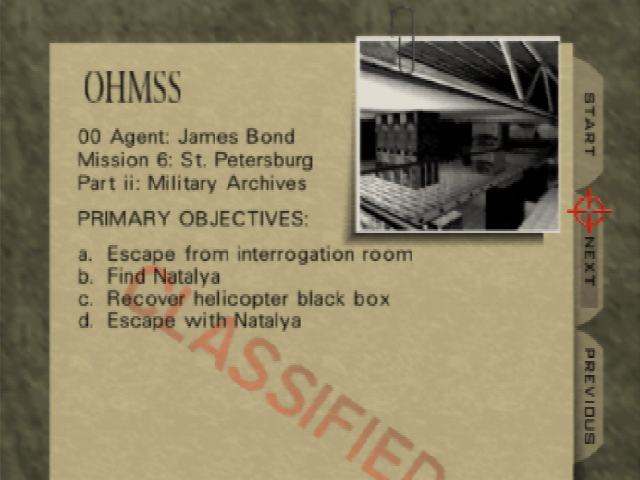 OHMSS
00 Agent: James Bond
Mission 6: St. Petersburg
Part ii: Military Archives
PRIMARY OBJECTIVES:
a. Escape from interrogation room
b. Find Natalya
c. Recover helicopter black box
d. Escape with Natalya
CLASSIFIED
START
NEXT
PREVIOUS